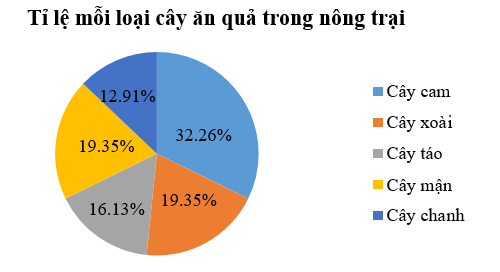 Tỉ lệ mỗi loại cây ăn quả trong nông trại
12.91%
32.26%
19.35%
16.13%
19.35%
Cây cam
Cây xoài
Cây táo
Cây mận
Cây chanh